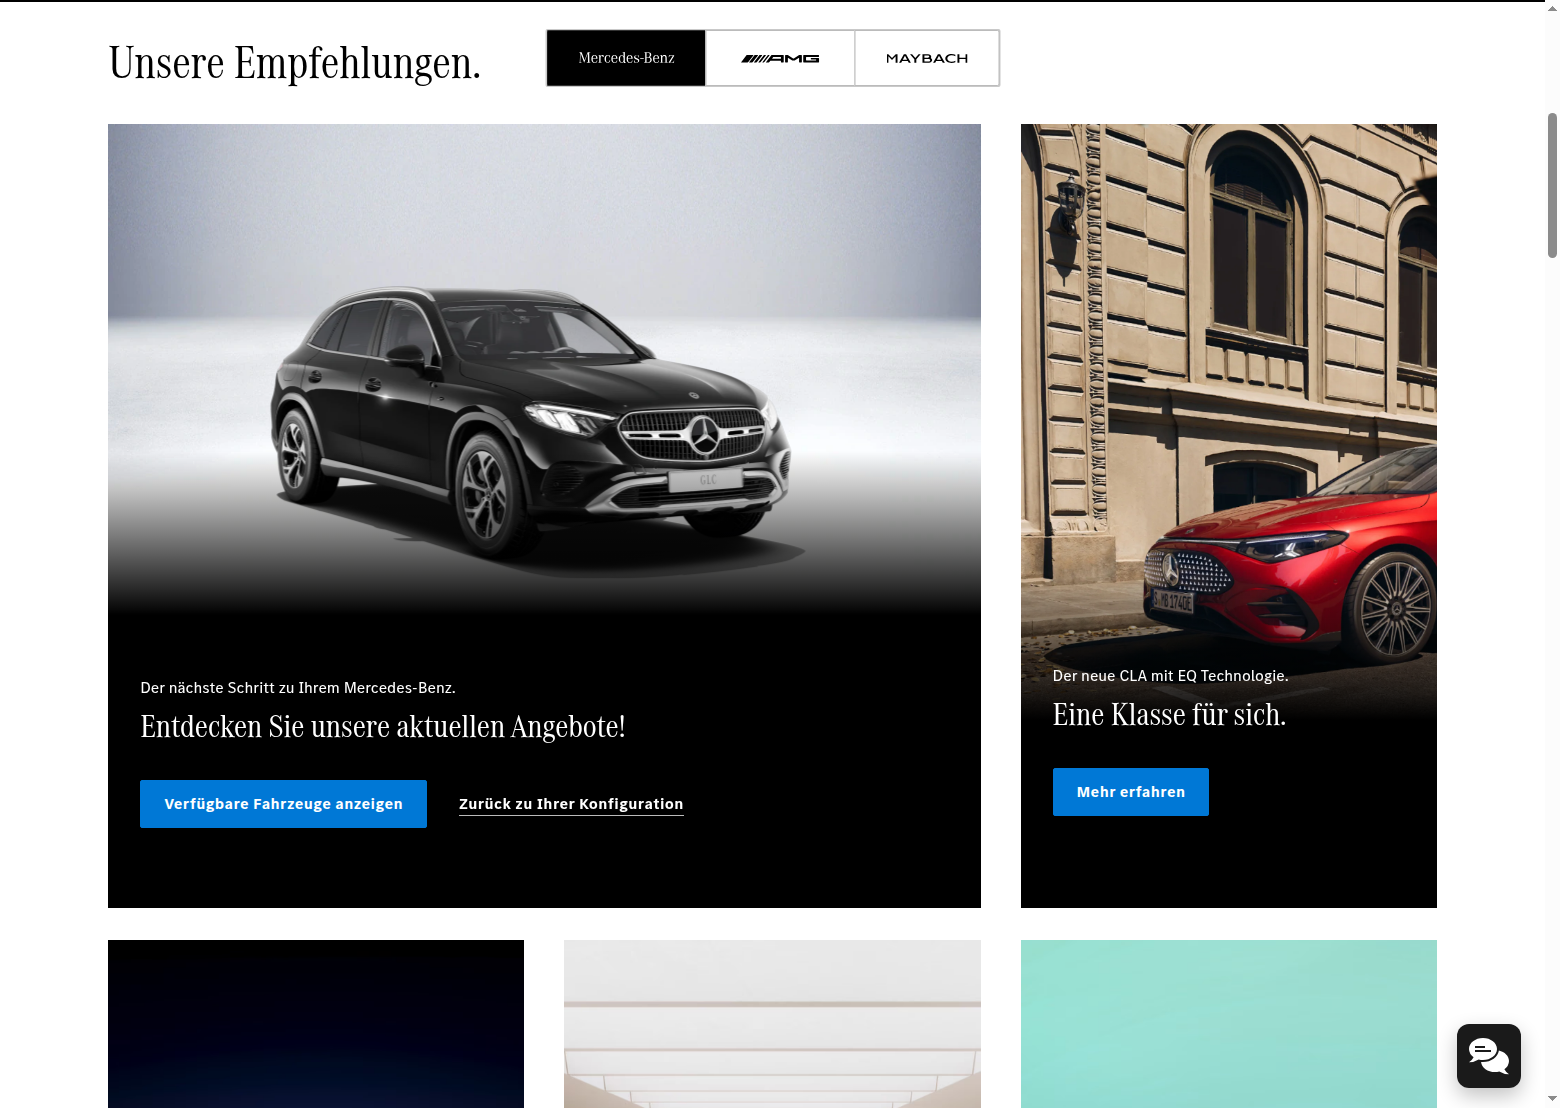 Unsere Empfehlungen.
Mercedes-Benz
AMG
MAYBACH
GLC
Der nächste Schritt zu Ihrem Mercedes-Benz.
Entdecken Sie unsere aktuellen Angebote!
Verfügbare Fahrzeuge anzeigen
Zurück zu Ihrer Konfiguration
Der neue CLA mit EQ Technologie.
Eine Klasse für sich.
Mehr erfahren